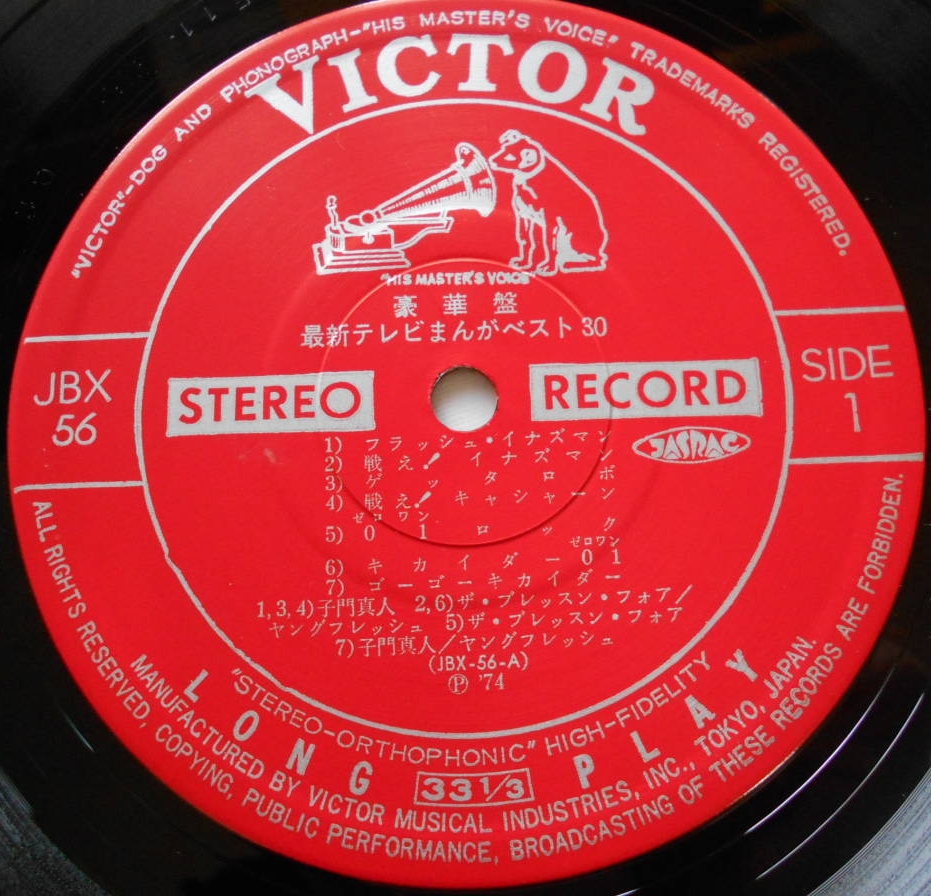 "VICTOR"-DOG AND PHONOGRAPH-"HIS MASTER'S VOICE" TRADEMARKS REGISTERED.
VICTOR
"HIS MASTER'S VOICE"
豪華盤
最新テレビまんがベスト30
JBX
56
STEREO
RECORD
SIDE
1
JASRAC
1) フラッシュ・イナズマン
2) 戦え!イナズマン
3) ゲッタロボ
4) 戦え!キャシャーン
ゼロワン
5) 01ロック
ゼロワン
6) キカイダー01
7) ゴーゴーキカイダー
1,3,4)子門真人 2,6)ザ・ブレッスン・フォア/
ヤングフレッシュ 5)ザ・ブレッスン・フォア
7)子門真人/ヤングフレッシュ
(JBX-56-A)
Ⓟ '74
"STEREO-ORTHOPHONIC" HIGH-FIDELITY
LONG PLAY
33 1/3
MANUFACTURED BY VICTOR MUSICAL INDUSTRIES, INC., TOKYO, JAPAN.
ALL RIGHTS RESERVED, COPYING, PUBLIC PERFORMANCE, BROADCASTING OF THESE RECORDS ARE FORBIDDEN.